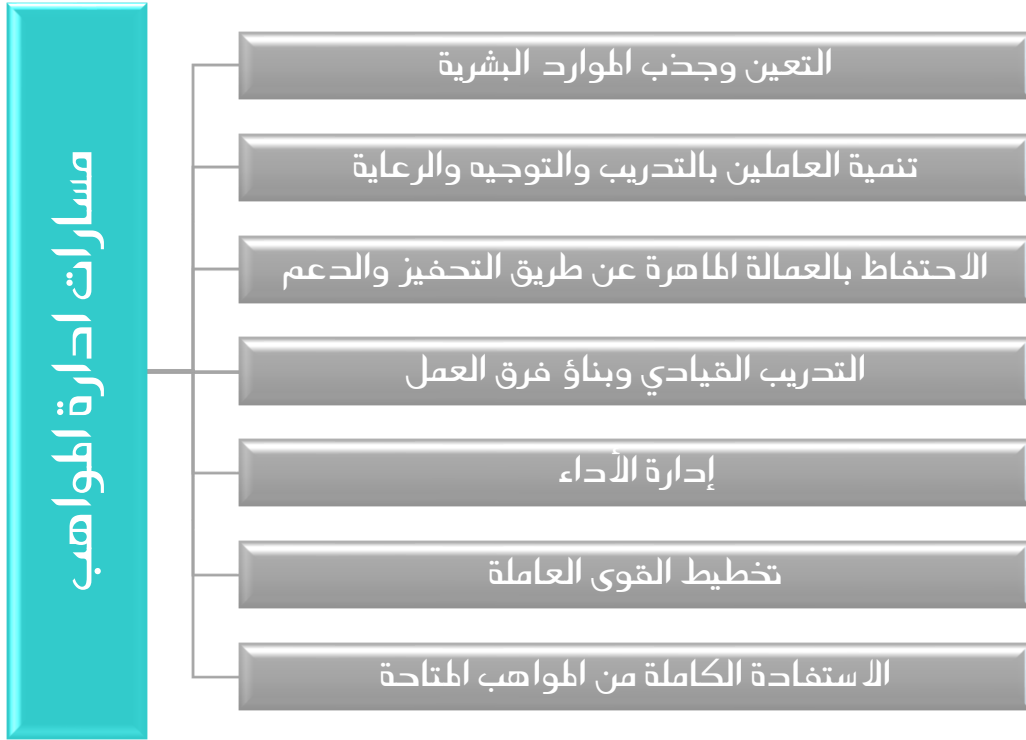 مسارات ادارة المواهب
التعين وجذب الموارد البشرية
تنمية العاملين بالتدريب والتوجيه والرعاية
الاحتفاظ بالعمالة الماهرة عن طريق التحفيز والدعم
التدريب القيادي وبناؤ فرق العمل
إدارة الأداء
تخطيط القوى العاملة
الاستفادة الكاملة من المواهب المتاحة